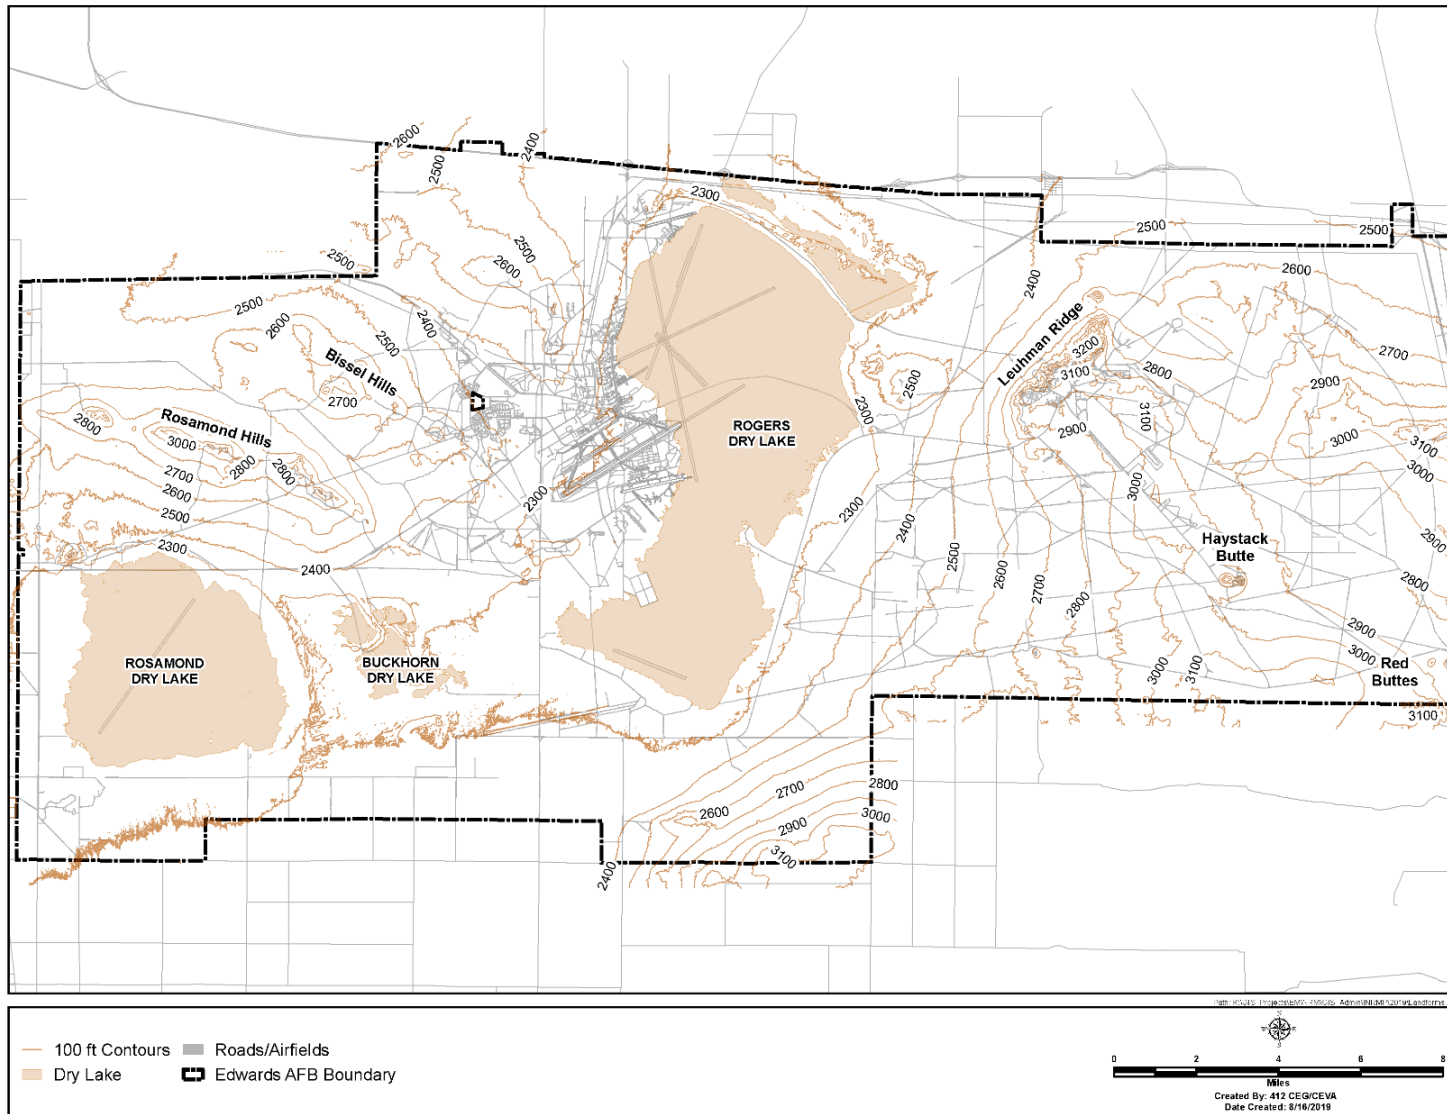 2600
2400
2500
2300
2500
2500
2600
2500
2500
2600
2400
2500
2400
2600
2500
Leuhman Ridge
3200
2700
2800
3100
2900
2500
Bissel Hills
2700
2300
3100
2900
3000
3100
3000
ROGERS
DRY LAKE
2800
Rosamond Hills
3000
2800
2800
2700
2600
2500
2300
2300
2400
2500
2600
2700
2800
3000
Haystack
Butte
2900
2800
2300
2400
ROSAMOND
DRY LAKE
BUCKHORN
DRY LAKE
2900
3000
3000
3100
Red
Buttes
3100
2800
2700
2600
2900
3000
3100
2400
100 ft Contours
Roads/Airfields
Dry Lake
Edwards AFB Boundary
0 2 4 6 8
Miles
Created By: 412 CEG/CEVA
Date Created: 8/16/2019